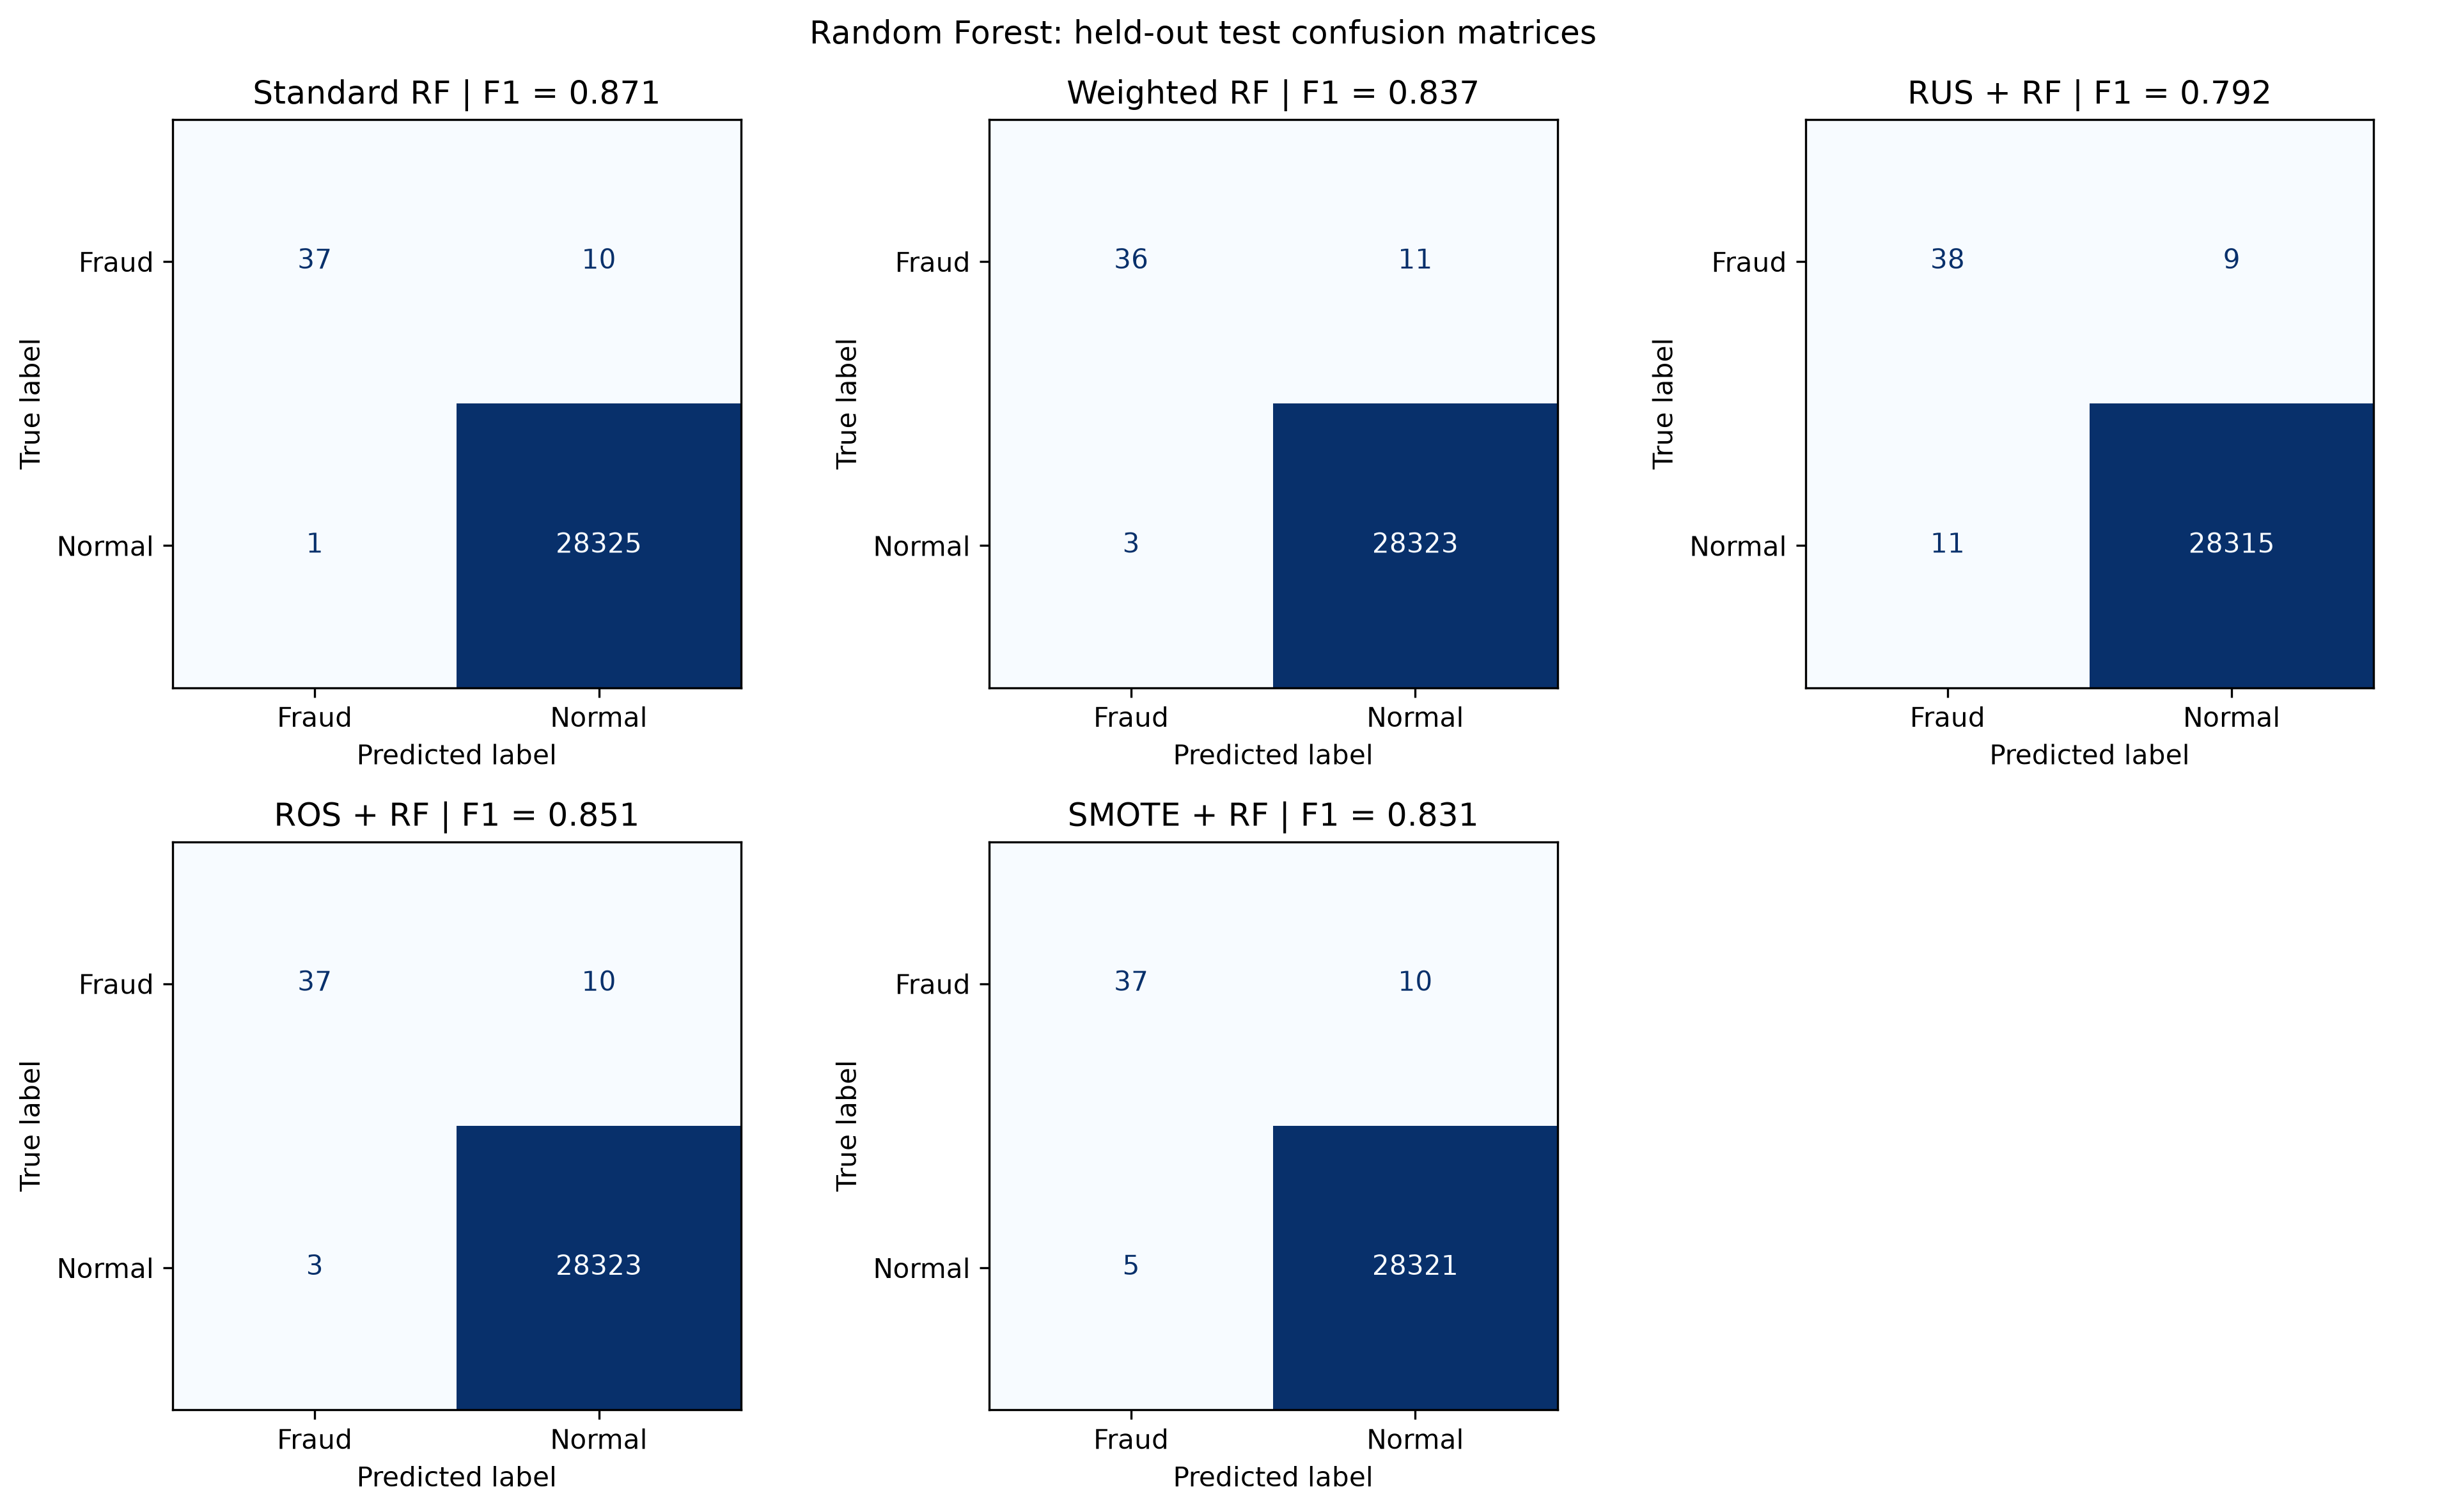 Random Forest: held-out test confusion matrices
Standard RF | F1 = 0.871
True label
Fraud
37
10
Normal
1
28325
Fraud
Normal
Predicted label
Weighted RF | F1 = 0.837
True label
Fraud
36
11
Normal
3
28323
Fraud
Normal
Predicted label
RUS + RF | F1 = 0.792
True label
Fraud
38
9
Normal
11
28315
Fraud
Normal
Predicted label
ROS + RF | F1 = 0.851
True label
Fraud
37
10
Normal
3
28323
Fraud
Normal
Predicted label
SMOTE + RF | F1 = 0.831
True label
Fraud
37
10
Normal
5
28321
Fraud
Normal
Predicted label